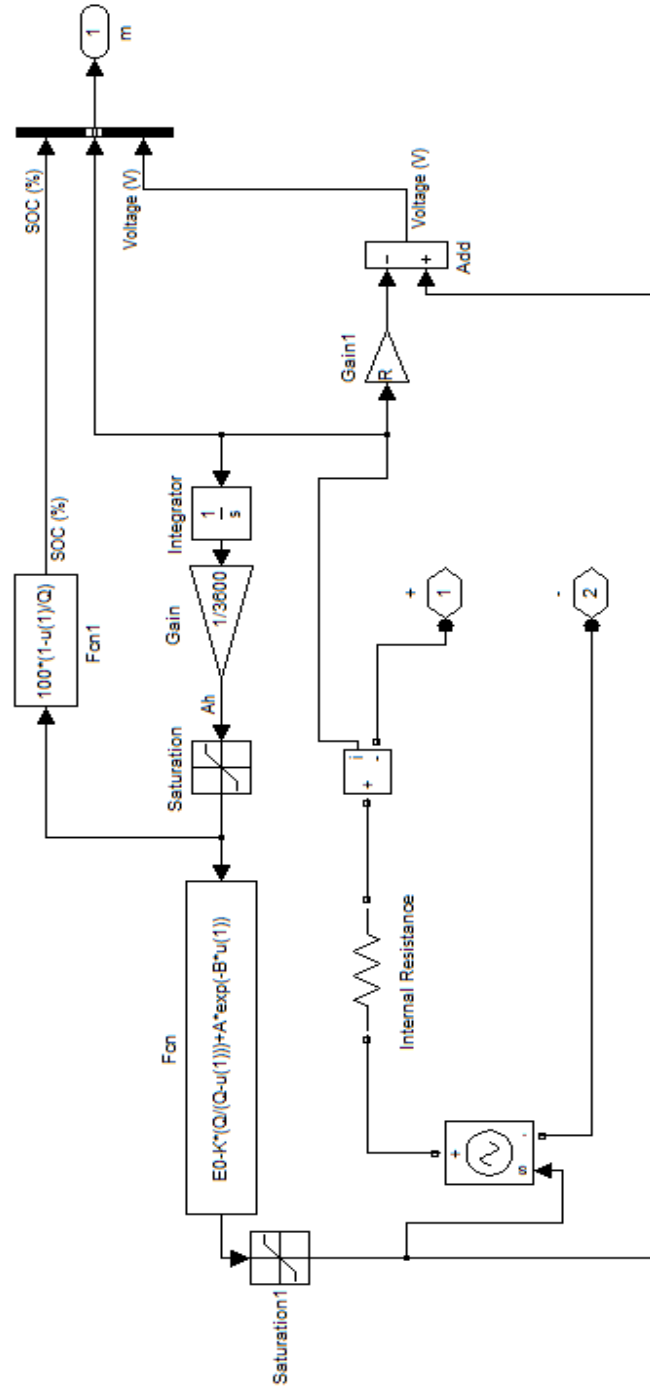 100*(1-u(1)/Q)
Fcn1
SOC (%)
SOC (%)
1
m
Fcn
E0-K*(Q/(Q-u(1)))+A*exp(-B*u(1))
Saturation
Ah
Gain
1/3600
Integrator
1
s
Voltage (V)
Saturation1
Internal Resistance
+
i
-
Gain1
R
-
+
Add
Voltage (V)
+
s
-
+
1
-
2